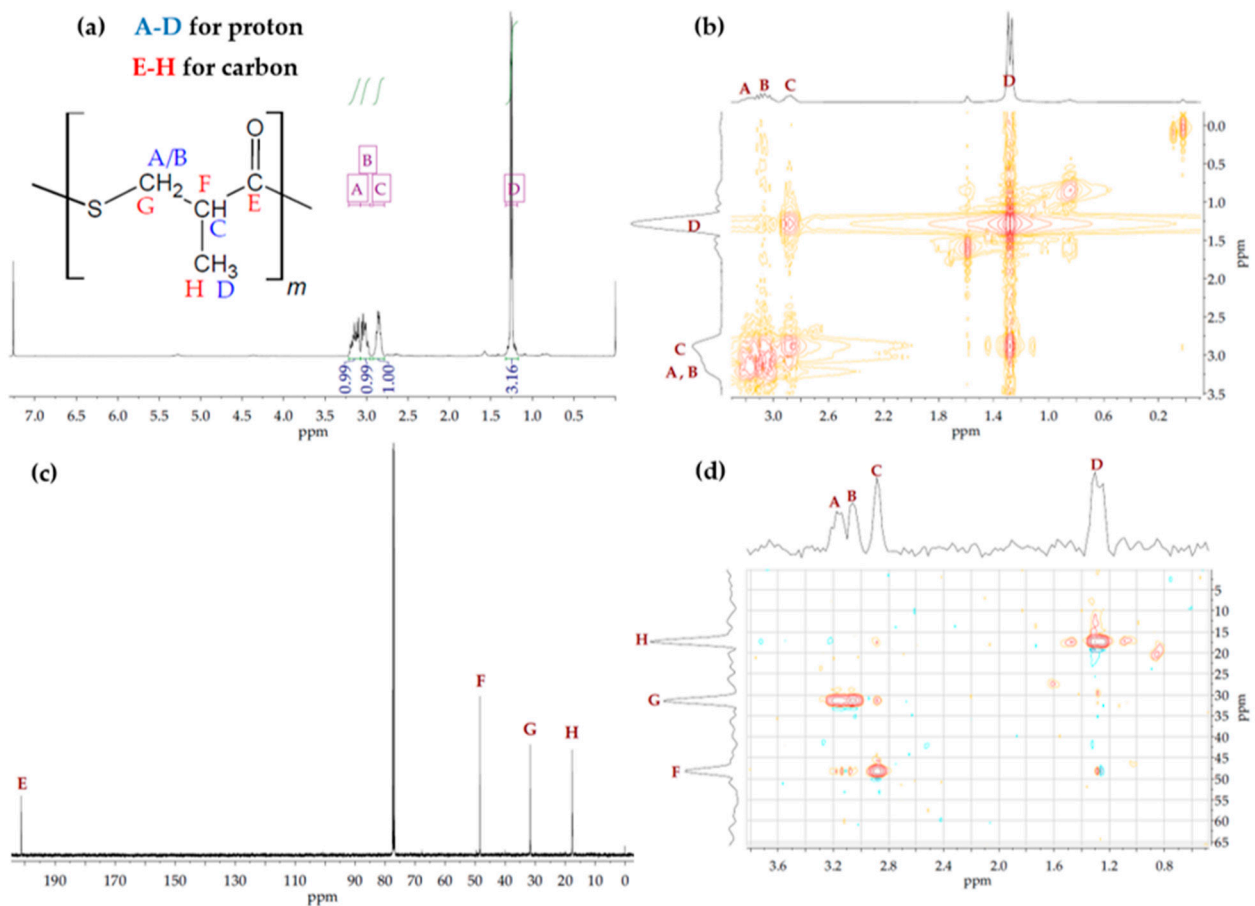 (a)
A-D for proton
E-H for carbon
O
A/B
CH2
F
C
E
S
G
CH
C
CH3
H
D
m
B
A
C
D
0.99
0.99
1.00
3.16
7.0 6.5 6.0 5.5 5.0 4.5 4.0 3.5 3.0 2.5 2.0 1.5 1.0 0.5
ppm
(b)
A B C D
D
C
A, B
0.0
0.5
1.0
1.5
2.0
2.5
3.0
3.5
ppm
3.0 2.4 1.8 1.2 0.6 0.2
ppm
(c)
E
F
G
H
190 170 150 130 110 90 80 70 60 50 40 30 20 10 0
ppm
(d)
A B C D
H
G
F
5
10
15
20
25
30
35
40
45
50
55
60
65
ppm
3.6 3.2 2.8 2.4 2.0 1.6 1.2 0.8
ppm